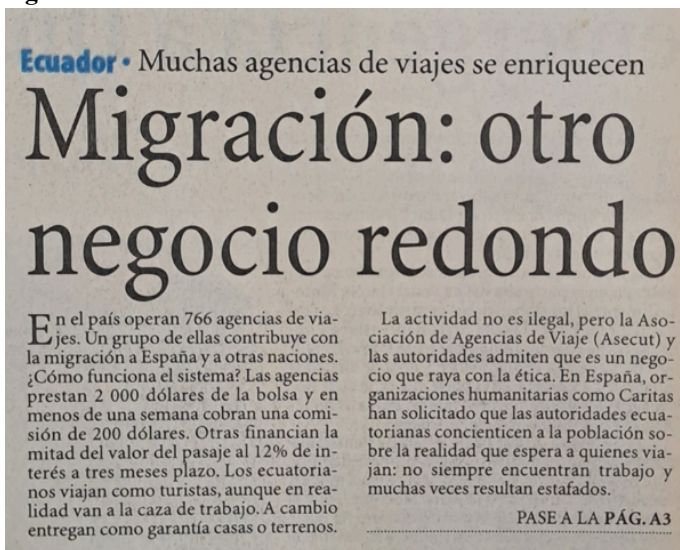 Ecuador • Muchas agencias de viajes se enriquecen
Migración: otro
negocio redondo
En el país operan 766 agencias de via-
jes. Un grupo de ellas contribuye con
la migración a España y a otras naciones.
¿Cómo funciona el sistema? Las agencias
prestan 2 000 dólares de la bolsa y en
menos de una semana cobran una comi-
sión de 200 dólares. Otras financian la
mitad del valor del pasaje al 12% de in-
terés a tres meses plazo. Los ecuatoria-
nos viajan como turistas, aunque en rea-
lidad van a la caza de trabajo. A cambio
entregan como garantía casas o terrenos.
La actividad no es ilegal, pero la Aso-
ciación de Agencias de Viaje (Asecut) y
las autoridades admiten que es un nego-
cio que raya con la ética. En España, or-
ganizaciones humanitarias como Caritas
han solicitado que las autoridades ecua-
torianas concienticen a la población so-
bre la realidad que espera a quienes via-
jan: no siempre encuentran trabajo y
muchas veces resultan estafados.
PASE A LA PÁG. A3